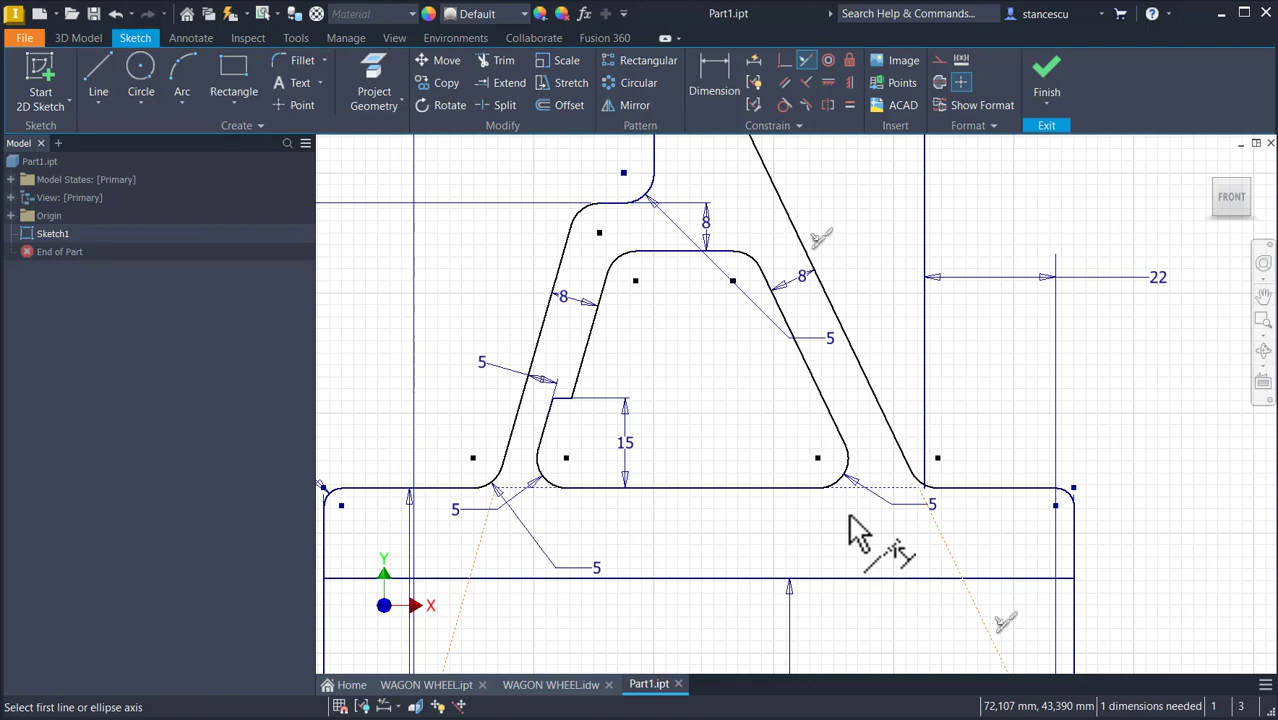 Material
Default
Part1.ipt
Search Help & Commands...
stancescu
File
3D Model
Sketch
Annotate
Inspect
Tools
Manage
View
Environments
Collaborate
Fusion 360
Start
2D Sketch
Line
Circle
Arc
Rectangle
Fillet
Text
Point
Project
Geometry
Move
Copy
Rotate
Trim
Extend
Split
Scale
Stretch
Offset
Rectangular
Circular
Mirror
Dimension
Image
Points
ACAD
Show Format
Finish
Sketch
Create
Modify
Pattern
Constrain
Insert
Format
Exit
Model
Part1.ipt
Model States: [Primary]
View: [Primary]
Origin
Sketch1
End of Part
FRONT
8
8
8
22
5
5
15
5
5
5
Y
X
Home
WAGON WHEEL.ipt
WAGON WHEEL.idw
Part1.ipt
Select first line or ellipse axis
72,107 mm, 43,390 mm
1 dimensions needed
1
3